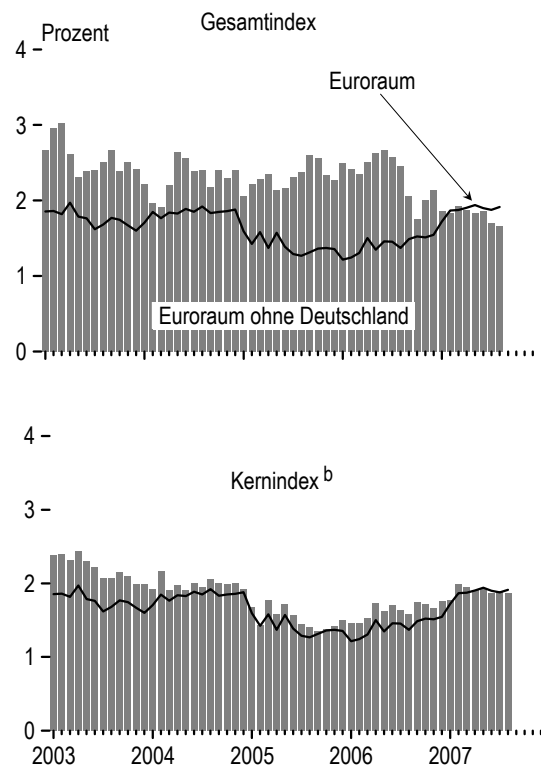 Gesamtindex
Prozent
4
Euroraum
3
2
1
Euroraum ohne Deutschland
0
4
Kernindex b
3
2
1
0
2003 2004 2005 2006 2007